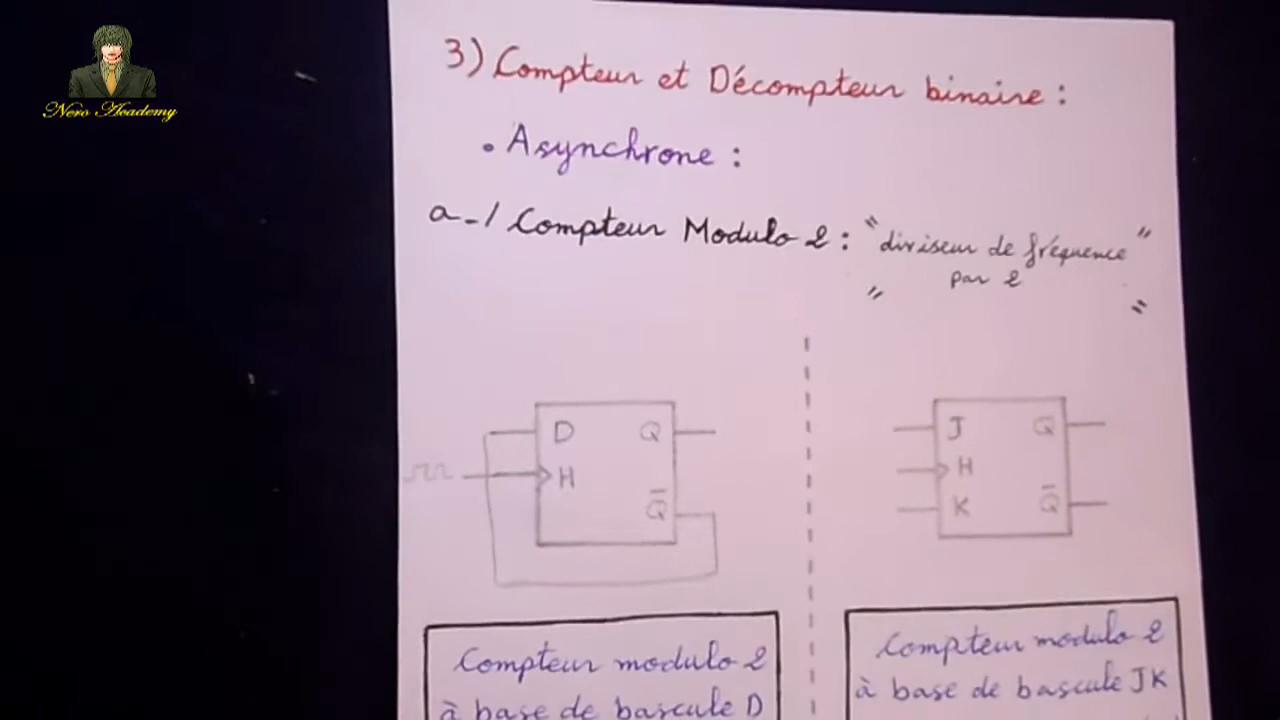 Nero Academy
3) Compteur et Décompteur binaire :
• Asynchrone :
a-/ Compteur Modulo 2 : "diviseur de fréquence"
" par 2 "
D Q
H
Q̅
J Q
H
K Q̅
Compteur modulo 2
à base de bascule D
Compteur modulo 2
à base de bascule JK